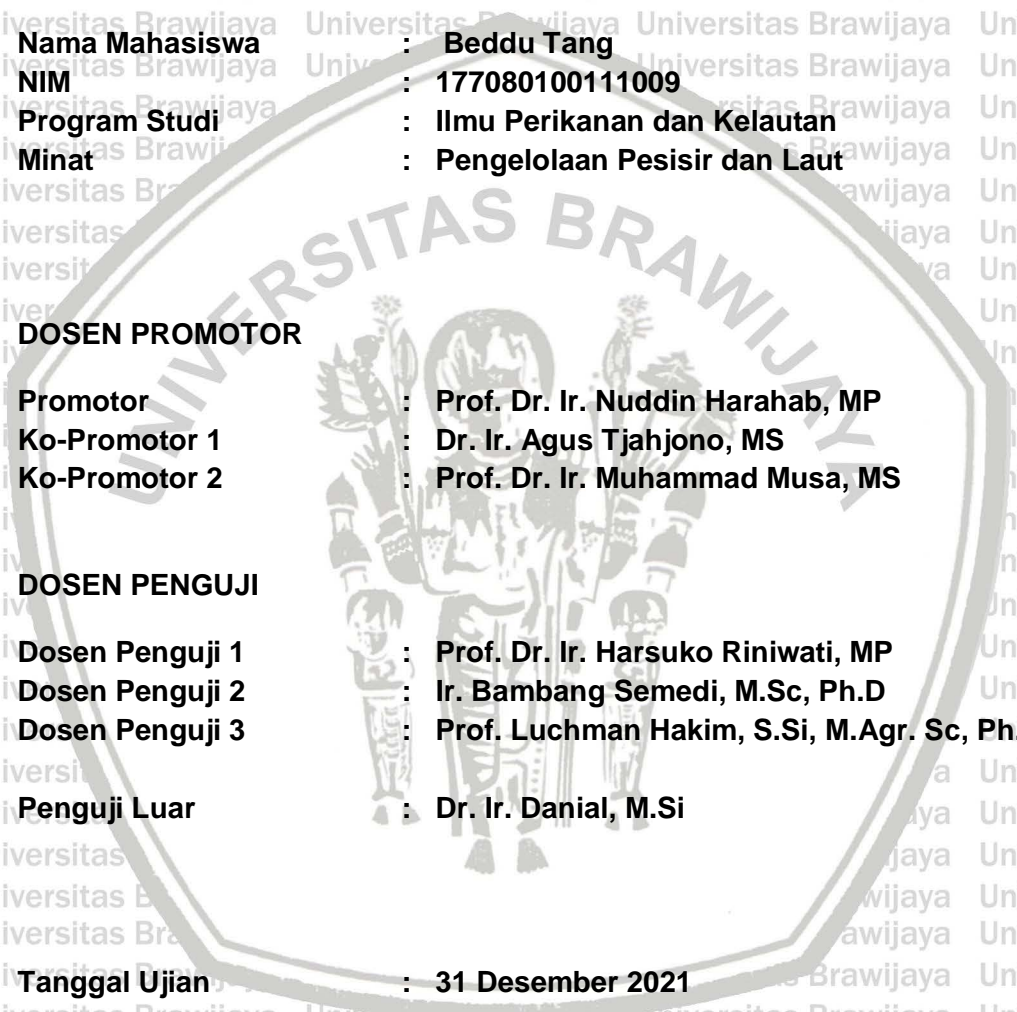 Nama Mahasiswa : Beddu Tang
NIM : 177080100111009
Program Studi : Ilmu Perikanan dan Kelautan
Minat : Pengelolaan Pesisir dan Laut
UNIVERSITAS BRAWIJAYA
DOSEN PROMOTOR
Promotor : Prof. Dr. Ir. Nuddin Harahab, MP
Ko-Promotor 1 : Dr. Ir. Agus Tjahjono, MS
Ko-Promotor 2 : Prof. Dr. Ir. Muhammad Musa, MS
DOSEN PENGUJI
Dosen Penguji 1 : Prof. Dr. Ir. Harsuko Riniwati, MP
Dosen Penguji 2 : Ir. Bambang Semedi, M.Sc, Ph.D
Dosen Penguji 3 : Prof. Luchman Hakim, S.Si, M.Agr. Sc, Ph.
Penguji Luar : Dr. Ir. Danial, M.Si
Tanggal Ujian : 31 Desember 2021